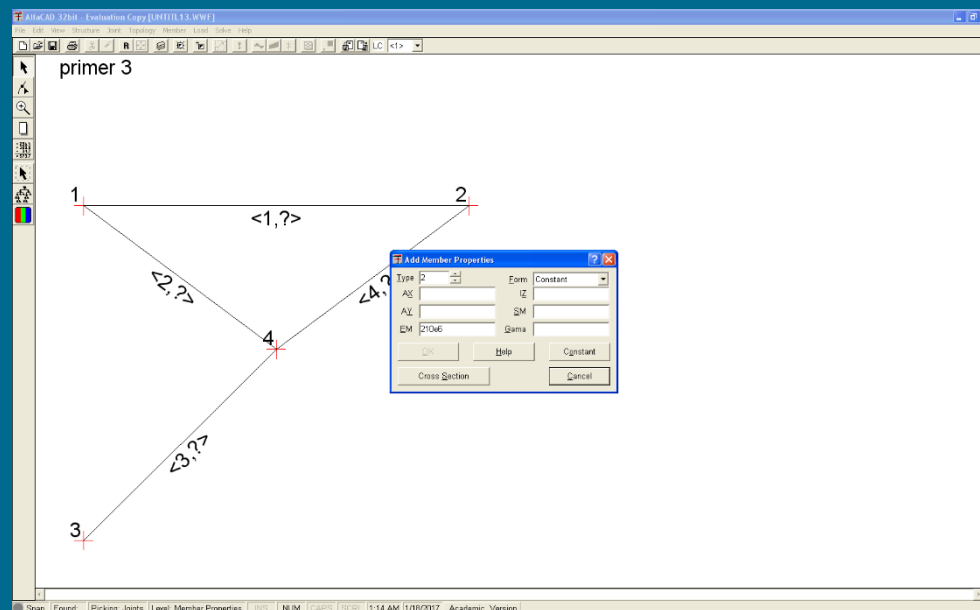 AlfaCAD 32bit - Evaluation Copy [UNTITL13.WWF]
File Edit View Structure Joint Topology Member Load Solve Help
R LC <1>
primer 3
1 2
<1,?>
Add Member Properties
Type 2 Form Constant
<2,?> <4,?
AX IZ
AY SM
EM 210e6 Gama
4
OK Help Constant
Cross Section Cancel
<3,?>
3
Snap Found: Picking: Joints Level: Member Properties INS NUM CAPS SCRL 1:14 AM 1/18/2017 Academic Version